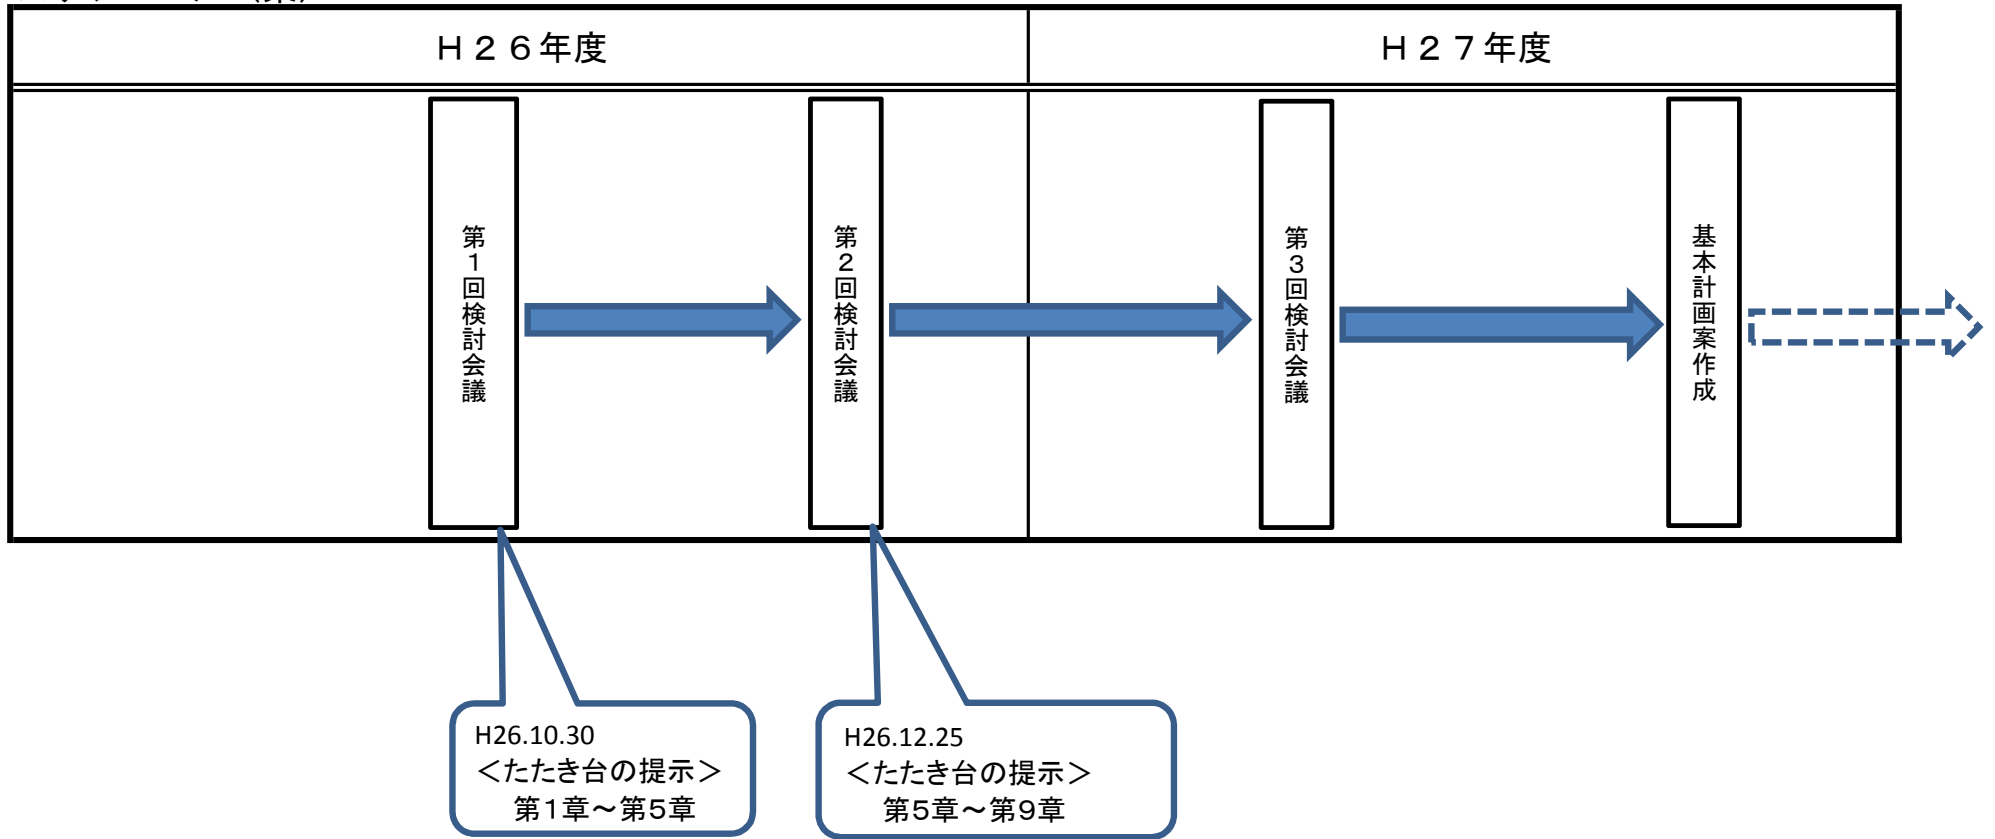 H26年度
H27年度
第1回検討会議
第2回検討会議
第3回検討会議
基本計画案作成
H26.10.30
＜たたき台の提示＞
第1章～第5章
H26.12.25
＜たたき台の提示＞
第5章～第9章